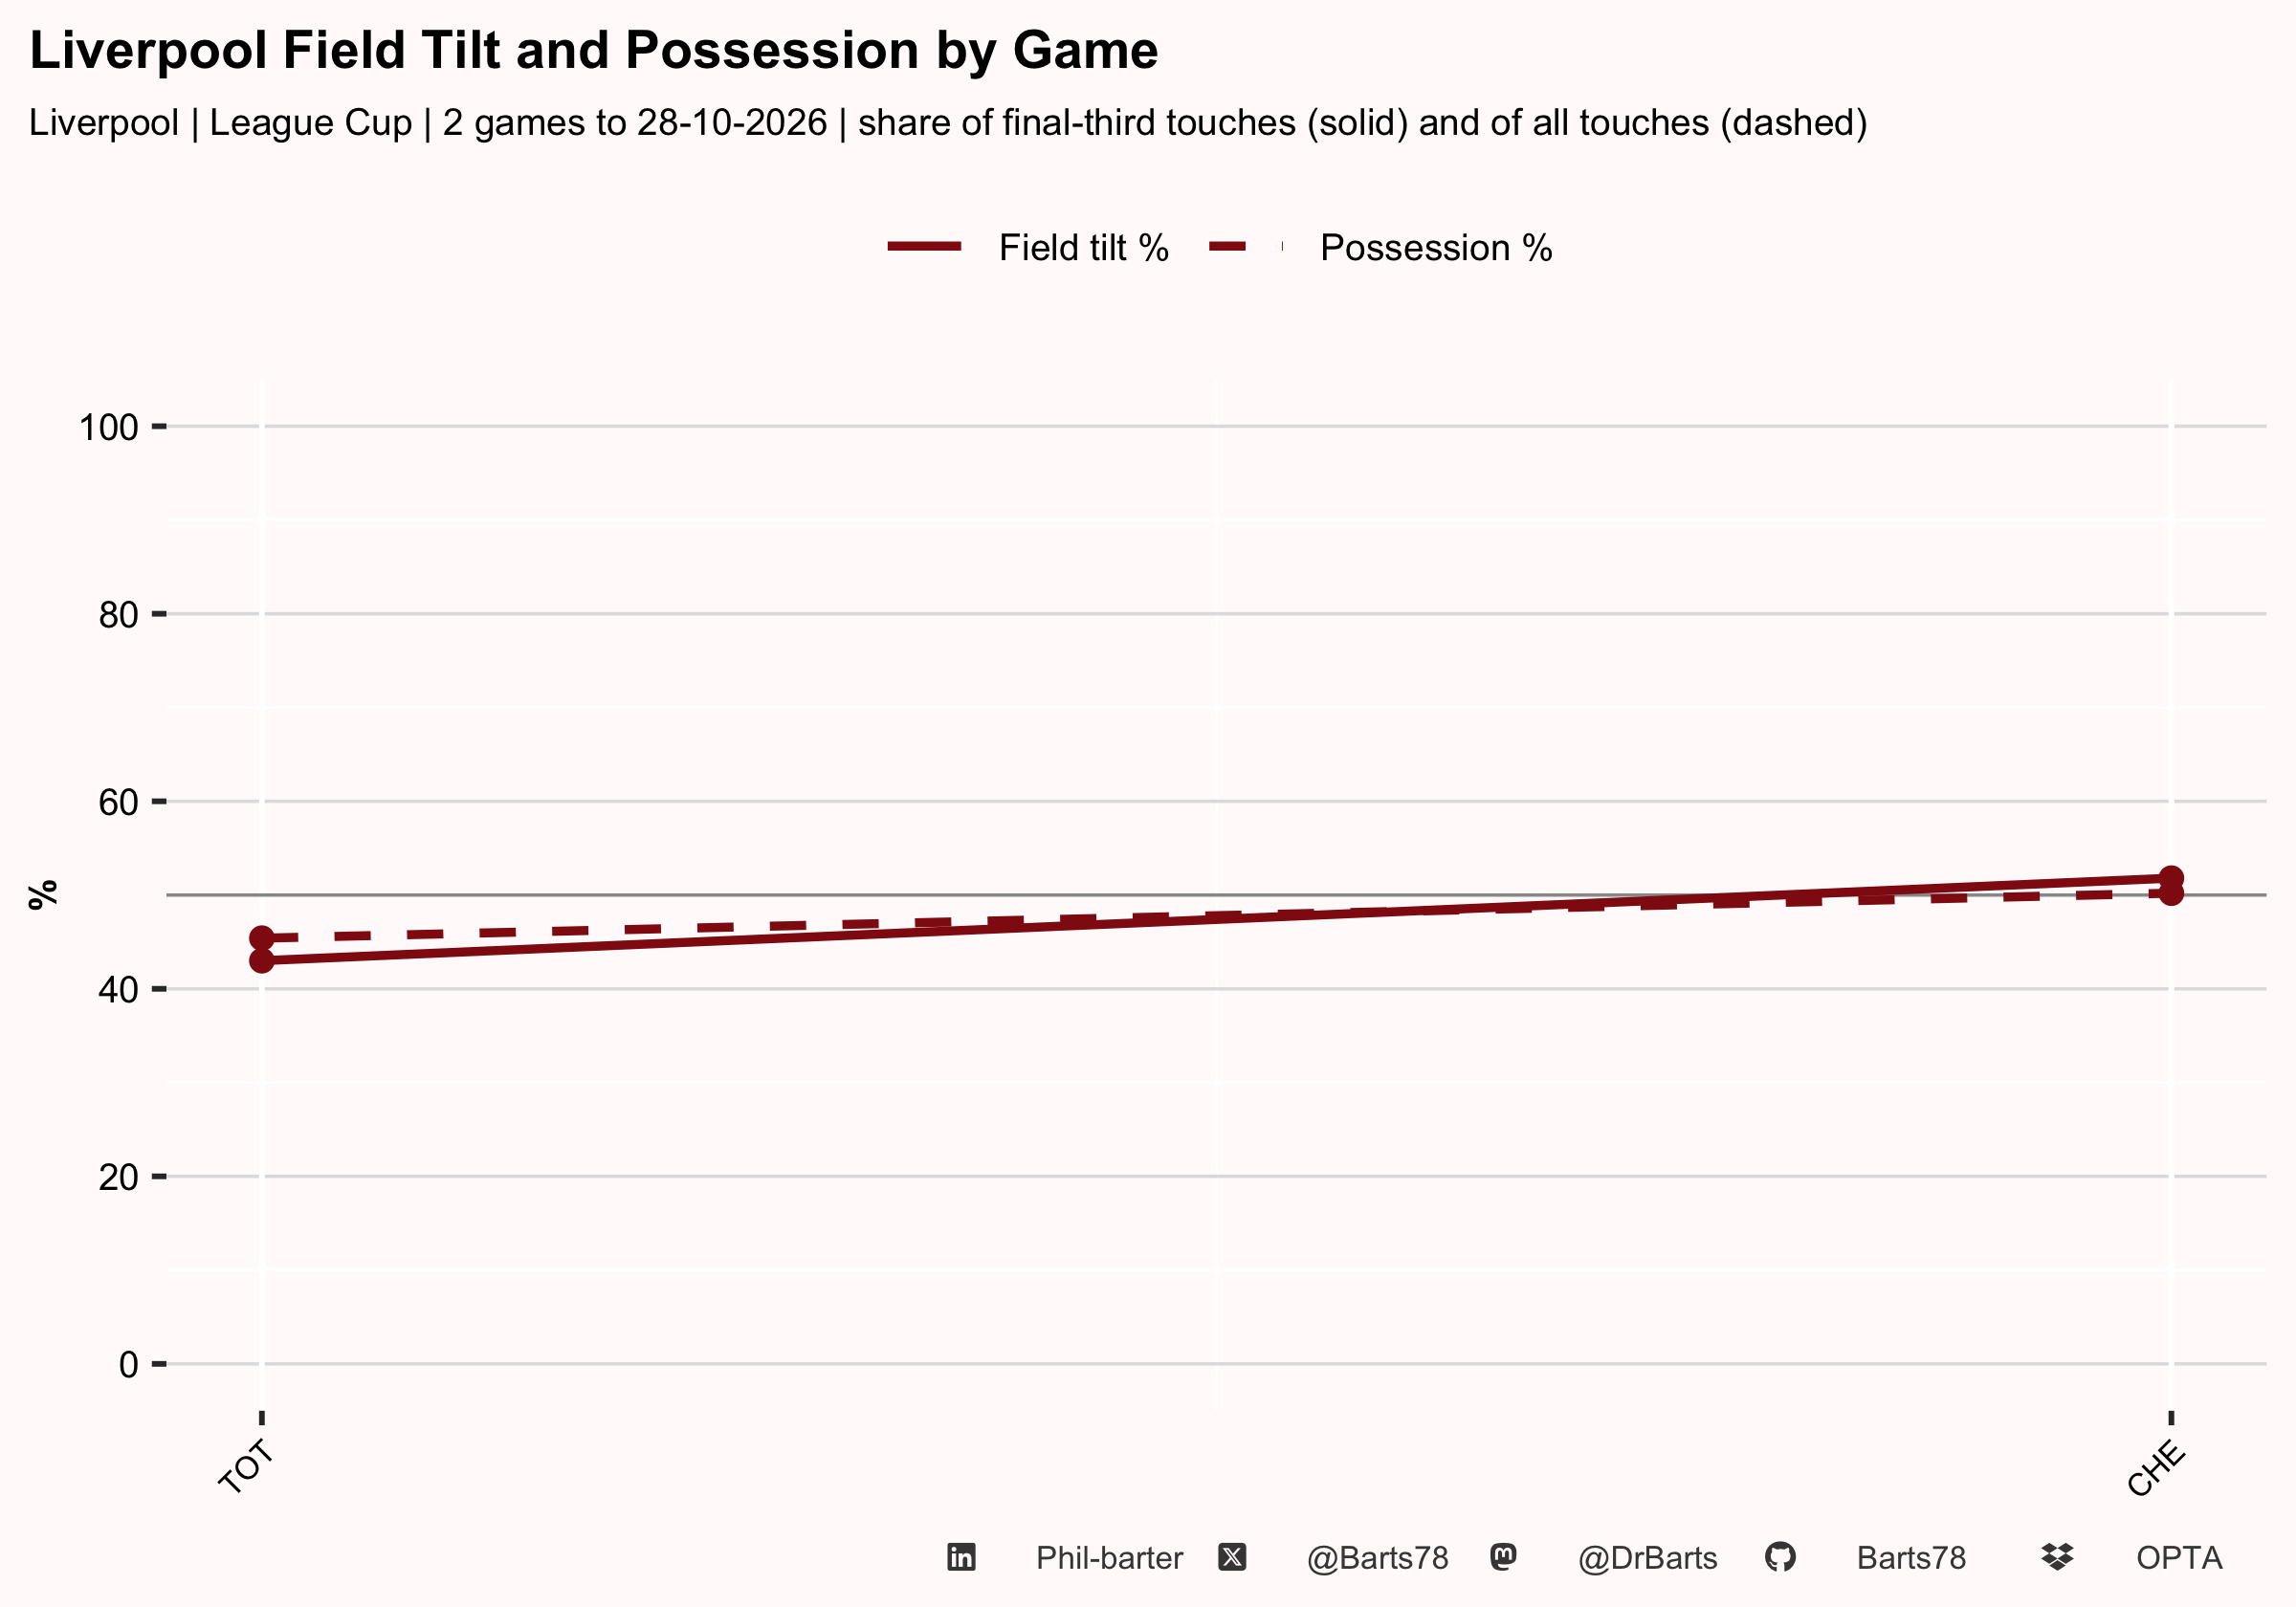 Liverpool Field Tilt and Possession by Game
Liverpool | League Cup | 2 games to 28-10-2026 | share of final-third touches (solid) and of all touches (dashed)
Field tilt % Possession %
100
80
60
%
40
20
0
TOT CHE
Phil-barter @Barts78 @DrBarts Barts78 OPTA